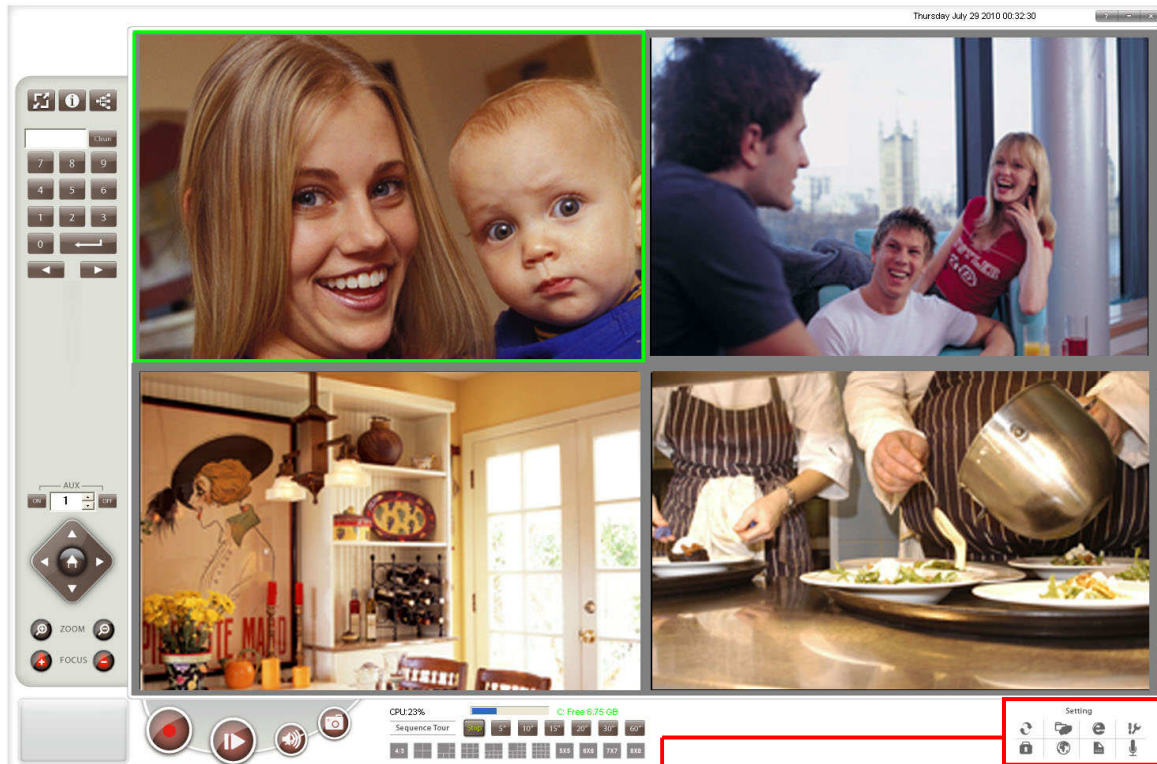 Thursday July 29 2010 00:32:30
Clean
7 8 9
4 5 6
1 2 3
0
AUX
ON 1 OFF
ZOOM
FOCUS
CPU:23% C: Free:6.75 GB
Sequence Tour Stop 5" 10" 15" 20" 30" 60"
4:3 5X5 6X6 7X7 8X8
Setting